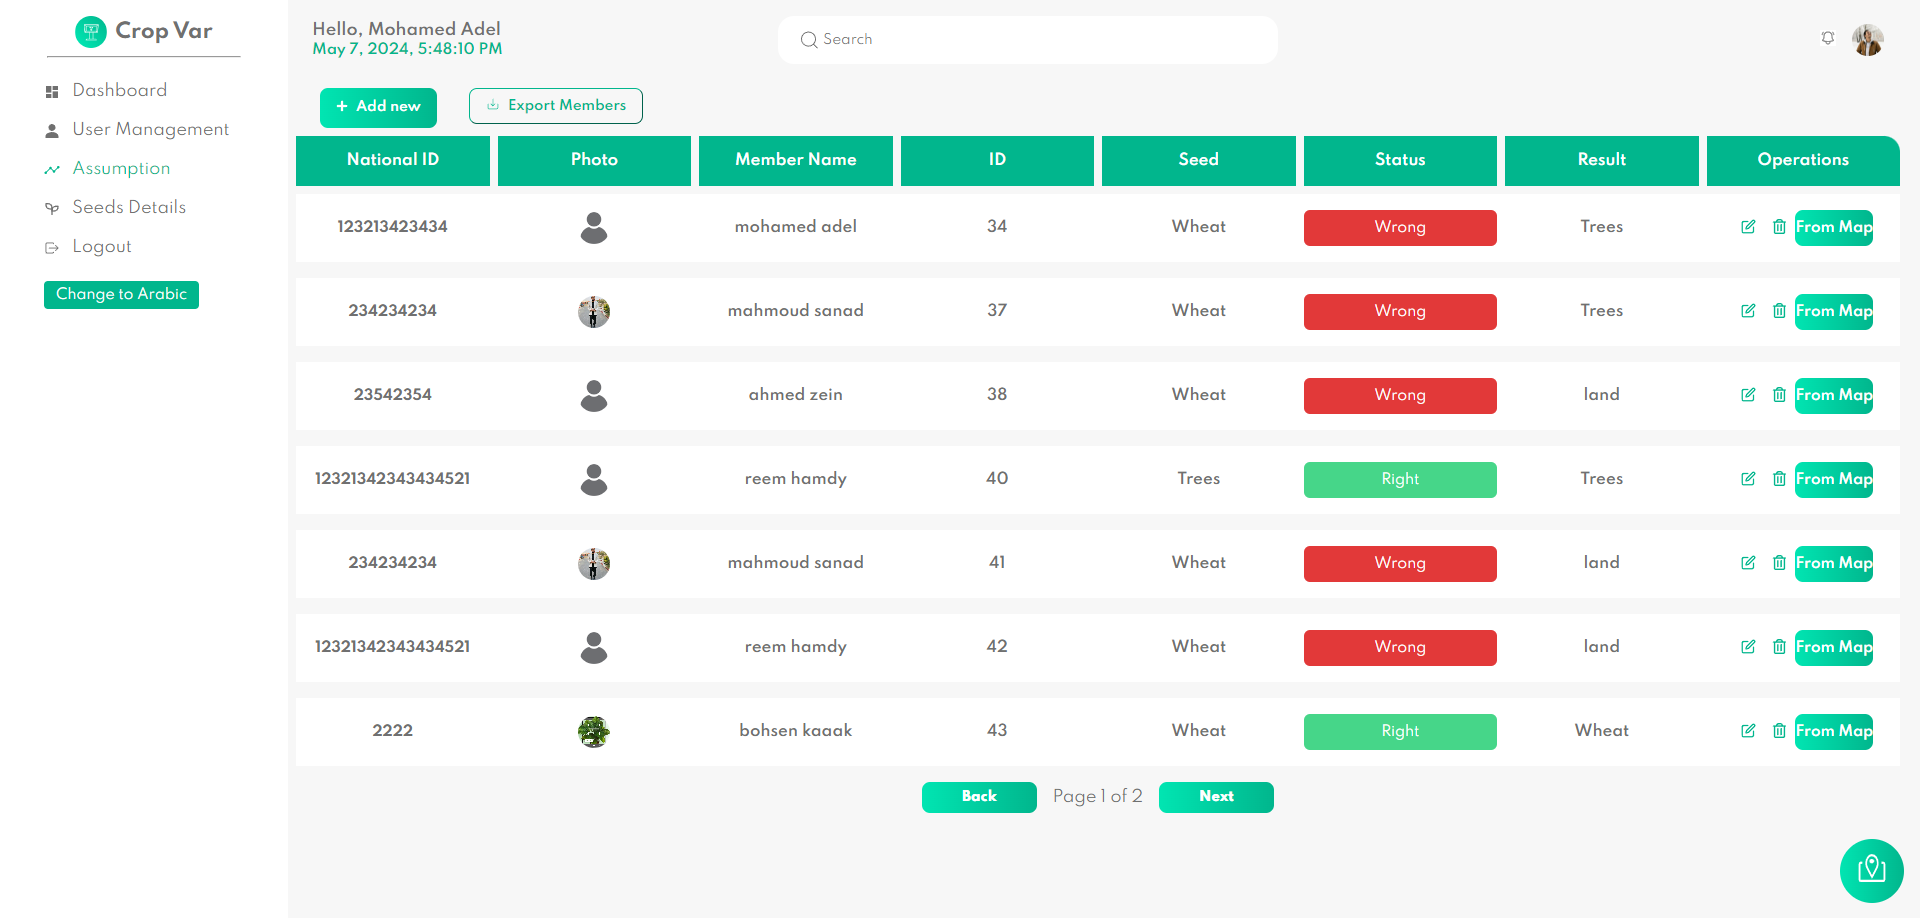 Crop Var
Dashboard
User Management
Assumption
Seeds Details
Logout
Change to Arabic
Hello, Mohamed Adel
May 7, 2024, 5:48:10 PM
Search
+ Add new
Export Members
National ID Photo Member Name ID Seed Status Result Operations
123213423434 mohamed adel 34 Wheat Wrong Trees From Map
234234234 mahmoud sanad 37 Wheat Wrong Trees From Map
23542354 ahmed zein 38 Wheat Wrong land From Map
12321342343434521 reem hamdy 40 Trees Right Trees From Map
234234234 mahmoud sanad 41 Wheat Wrong land From Map
12321342343434521 reem hamdy 42 Wheat Wrong land From Map
2222 bohsen kaaak 43 Wheat Right Wheat From Map
Back Page 1 of 2 Next